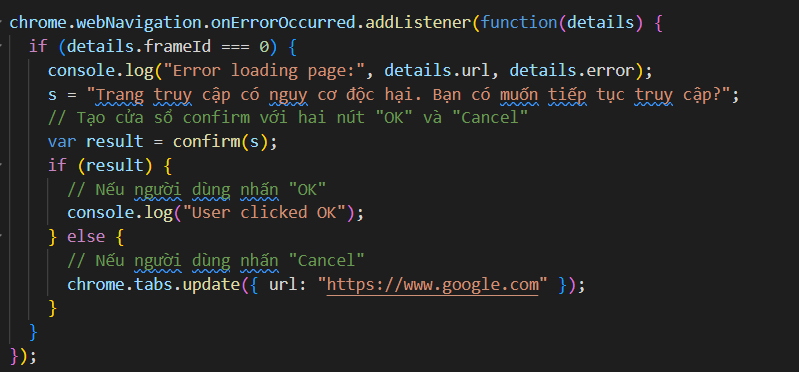 chrome.webNavigation.onErrorOccurred.addListener(function(details) {
if (details.frameId === 0) {
console.log("Error loading page:", details.url, details.error);
s = "Trang truy cập có nguy cơ độc hại. Bạn có muốn tiếp tục truy cập?";
// Tạo cửa sổ confirm với hai nút "OK" và "Cancel"
var result = confirm(s);
if (result) {
// Nếu người dùng nhấn "OK"
console.log("User clicked OK");
} else {
// Nếu người dùng nhấn "Cancel"
chrome.tabs.update({ url: "https://www.google.com" });
}
}
});